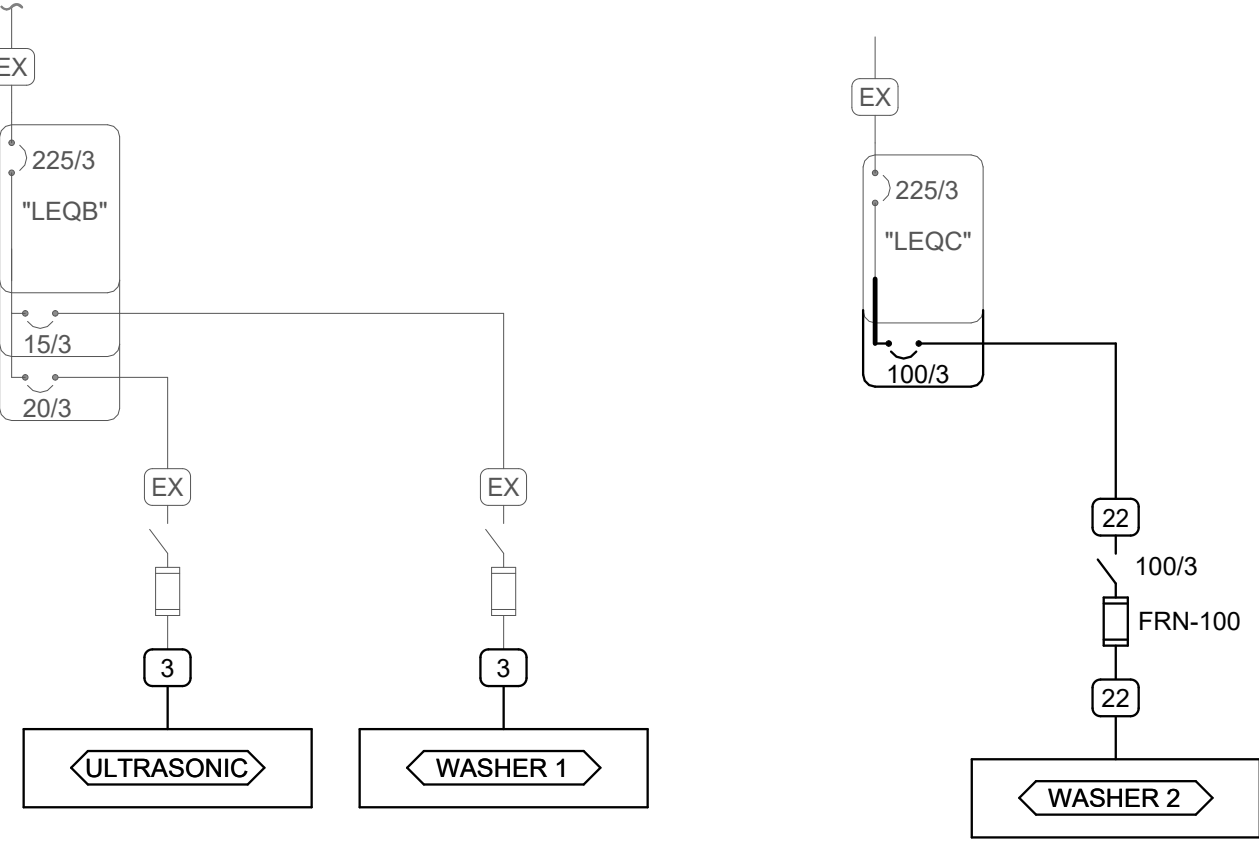 EX
225/3
"LEQB"
15/3
20/3
EX
EX
3
3
ULTRASONIC
WASHER 1
EX
225/3
"LEQC"
100/3
22
100/3
FRN-100
22
WASHER 2